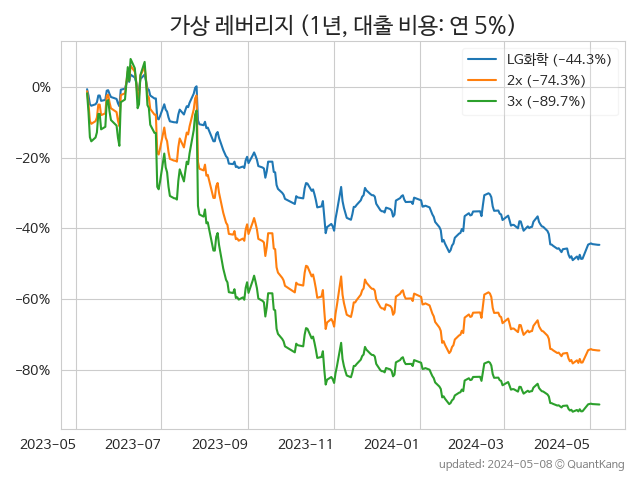 가상 레버리지 (1년, 대출 비용: 연 5%)
LG화학 (−44.3%)
2x (−74.3%)
3x (−89.7%)
0%
−20%
−40%
−60%
−80%
2023-05 2023-07 2023-09 2023-11 2024-01 2024-03 2024-05
updated: 2024-05-08 © QuantKang